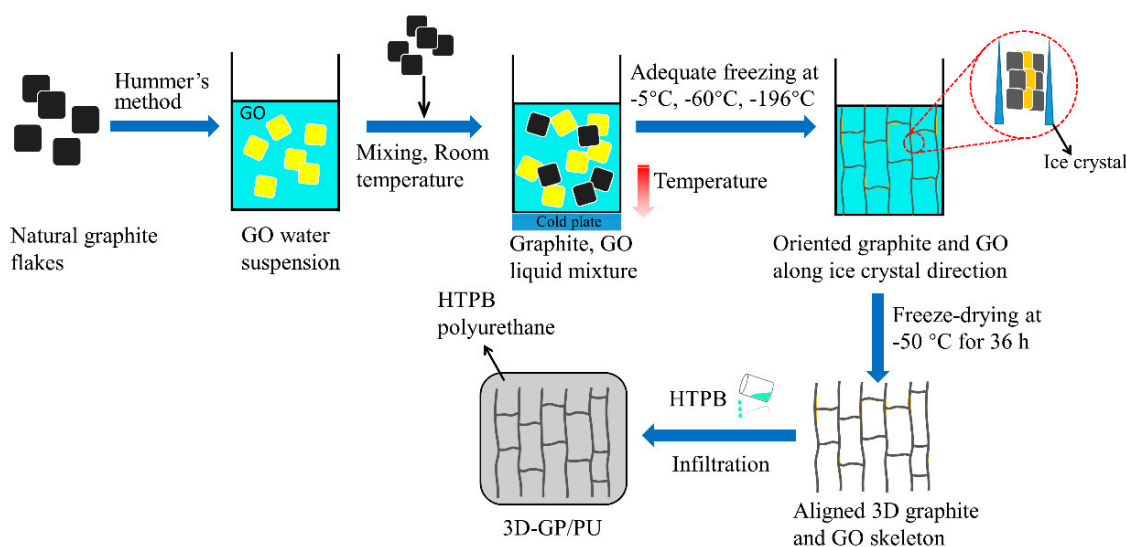 Hummer’s
method
Natural graphite
flakes
GO
GO water
suspension
Mixing, Room
temperature
Cold plate
Graphite, GO
liquid mixture
Adequate freezing at
-5°C, -60°C, -196°C
Temperature
Ice crystal
Oriented graphite and GO
along ice crystal direction
Freeze-drying at
-50 °C for 36 h
Aligned 3D graphite
and GO skeleton
HTPB
Infiltration
HTPB
polyurethane
3D-GP/PU